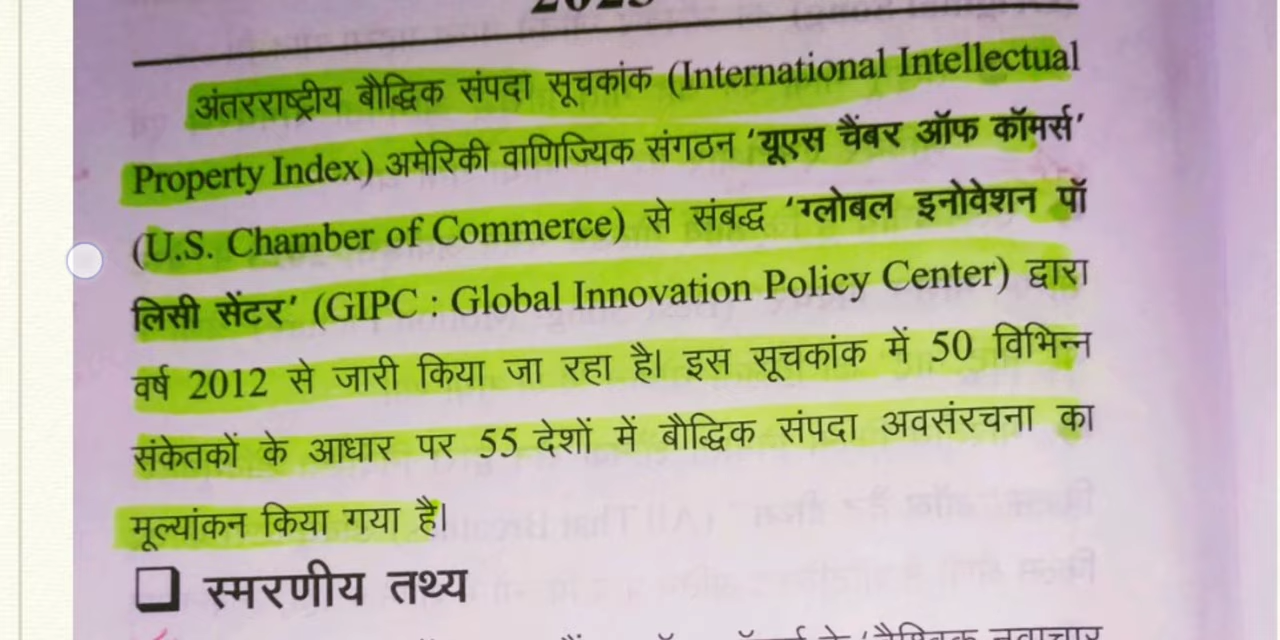 2023
अंतरराष्ट्रीय बौद्धिक संपदा सूचकांक (International Intellectual
Property Index) अमेरिकी वाणिज्यिक संगठन ‘यूएस चैंबर ऑफ कॉमर्स’
(U.S. Chamber of Commerce) से संबद्ध ‘ग्लोबल इनोवेशन पॉ
लिसी सेंटर’ (GIPC : Global Innovation Policy Center) द्वारा
वर्ष 2012 से जारी किया जा रहा है। इस सूचकांक में 50 विभिन्न
संकेतकों के आधार पर 55 देशों में बौद्धिक संपदा अवसंरचना का
मूल्यांकन किया गया है।
❑ स्मरणीय तथ्य